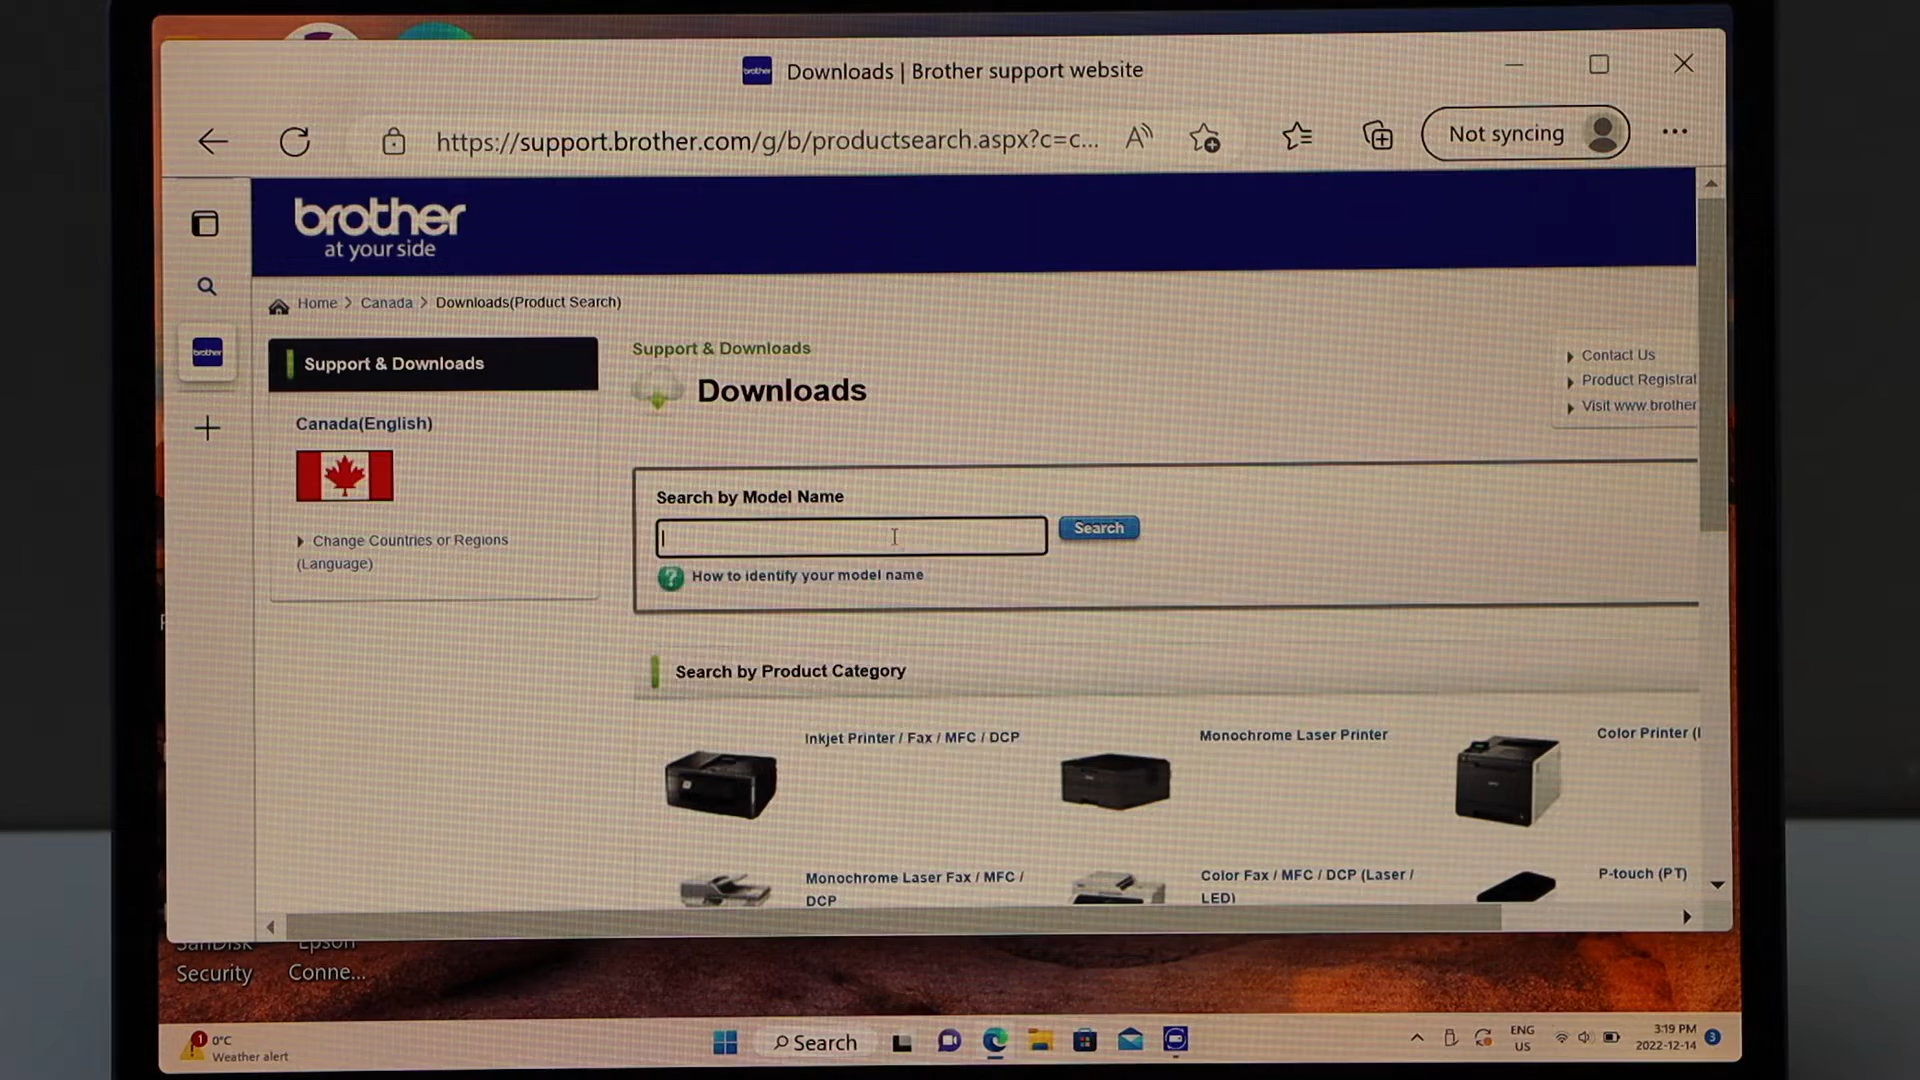 Downloads | Brother support website
https://support.brother.com/g/b/productsearch.aspx?c=c...
Not syncing
brother
at your side
Home > Canada > Downloads(Product Search)
Support & Downloads
Canada(English)
Change Countries or Regions
(Language)
Support & Downloads
Downloads
Contact Us
Product Registrat
Visit www.brother
Search by Model Name
Search
? How to identify your model name
Search by Product Category
Inkjet Printer / Fax / MFC / DCP
Monochrome Laser Printer
Color Printer (
Monochrome Laser Fax / MFC /
DCP
Color Fax / MFC / DCP (Laser /
LED)
P-touch (PT)
SanDisk
Security
Epson
Conne...
1
0°C
Weather alert
Search
ENG
US
3:19 PM
2022-12-14
3